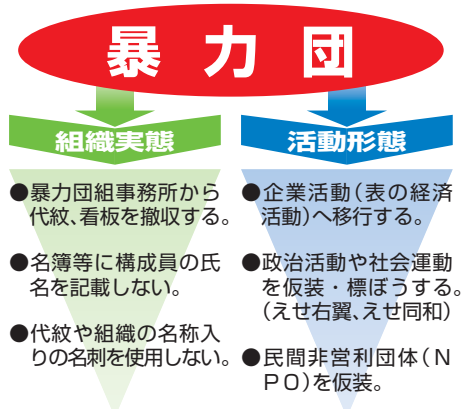 暴力団
組織実態
●暴力団組事務所から
代紋、看板を撤収する。
●名簿等に構成員の氏
名を記載しない。
●代紋や組織の名称入
りの名刺を使用しない。
活動形態
●企業活動(表の経済
活動)へ移行する。
●政治活動や社会運動
を仮装・標ぼうする。
(えせ右翼、えせ同和)
●民間非営利団体(N
PO)を仮装。